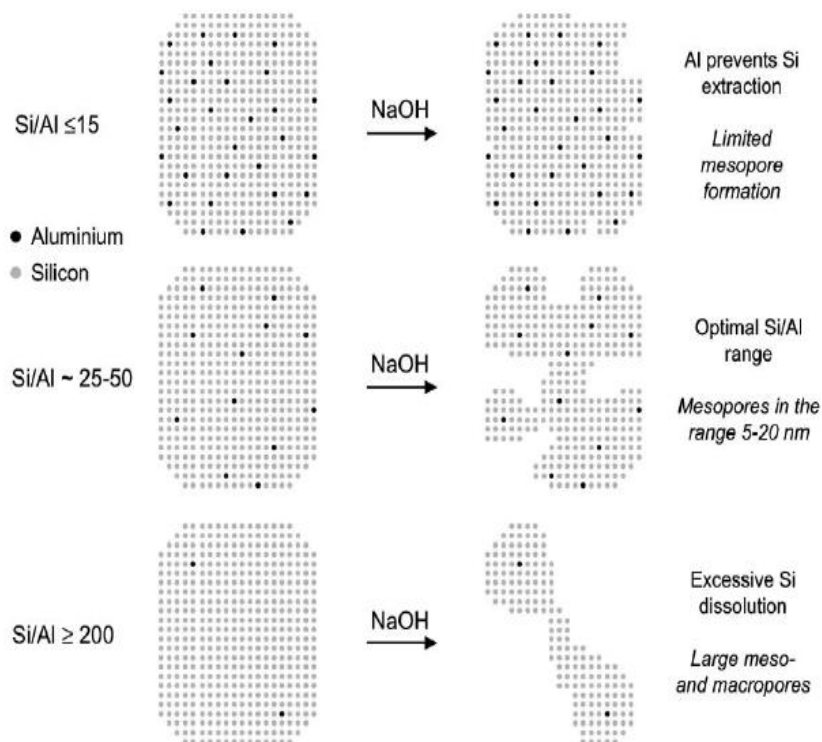 Si/Al ≤15
NaOH
Al prevents Si
extraction
Limited
mesopore
formation
Aluminium
Silicon
Si/Al ~ 25-50
NaOH
Optimal Si/Al
range
Mesopores in the
range 5-20 nm
Si/Al ≥ 200
NaOH
Excessive Si
dissolution
Large meso-
and macropores